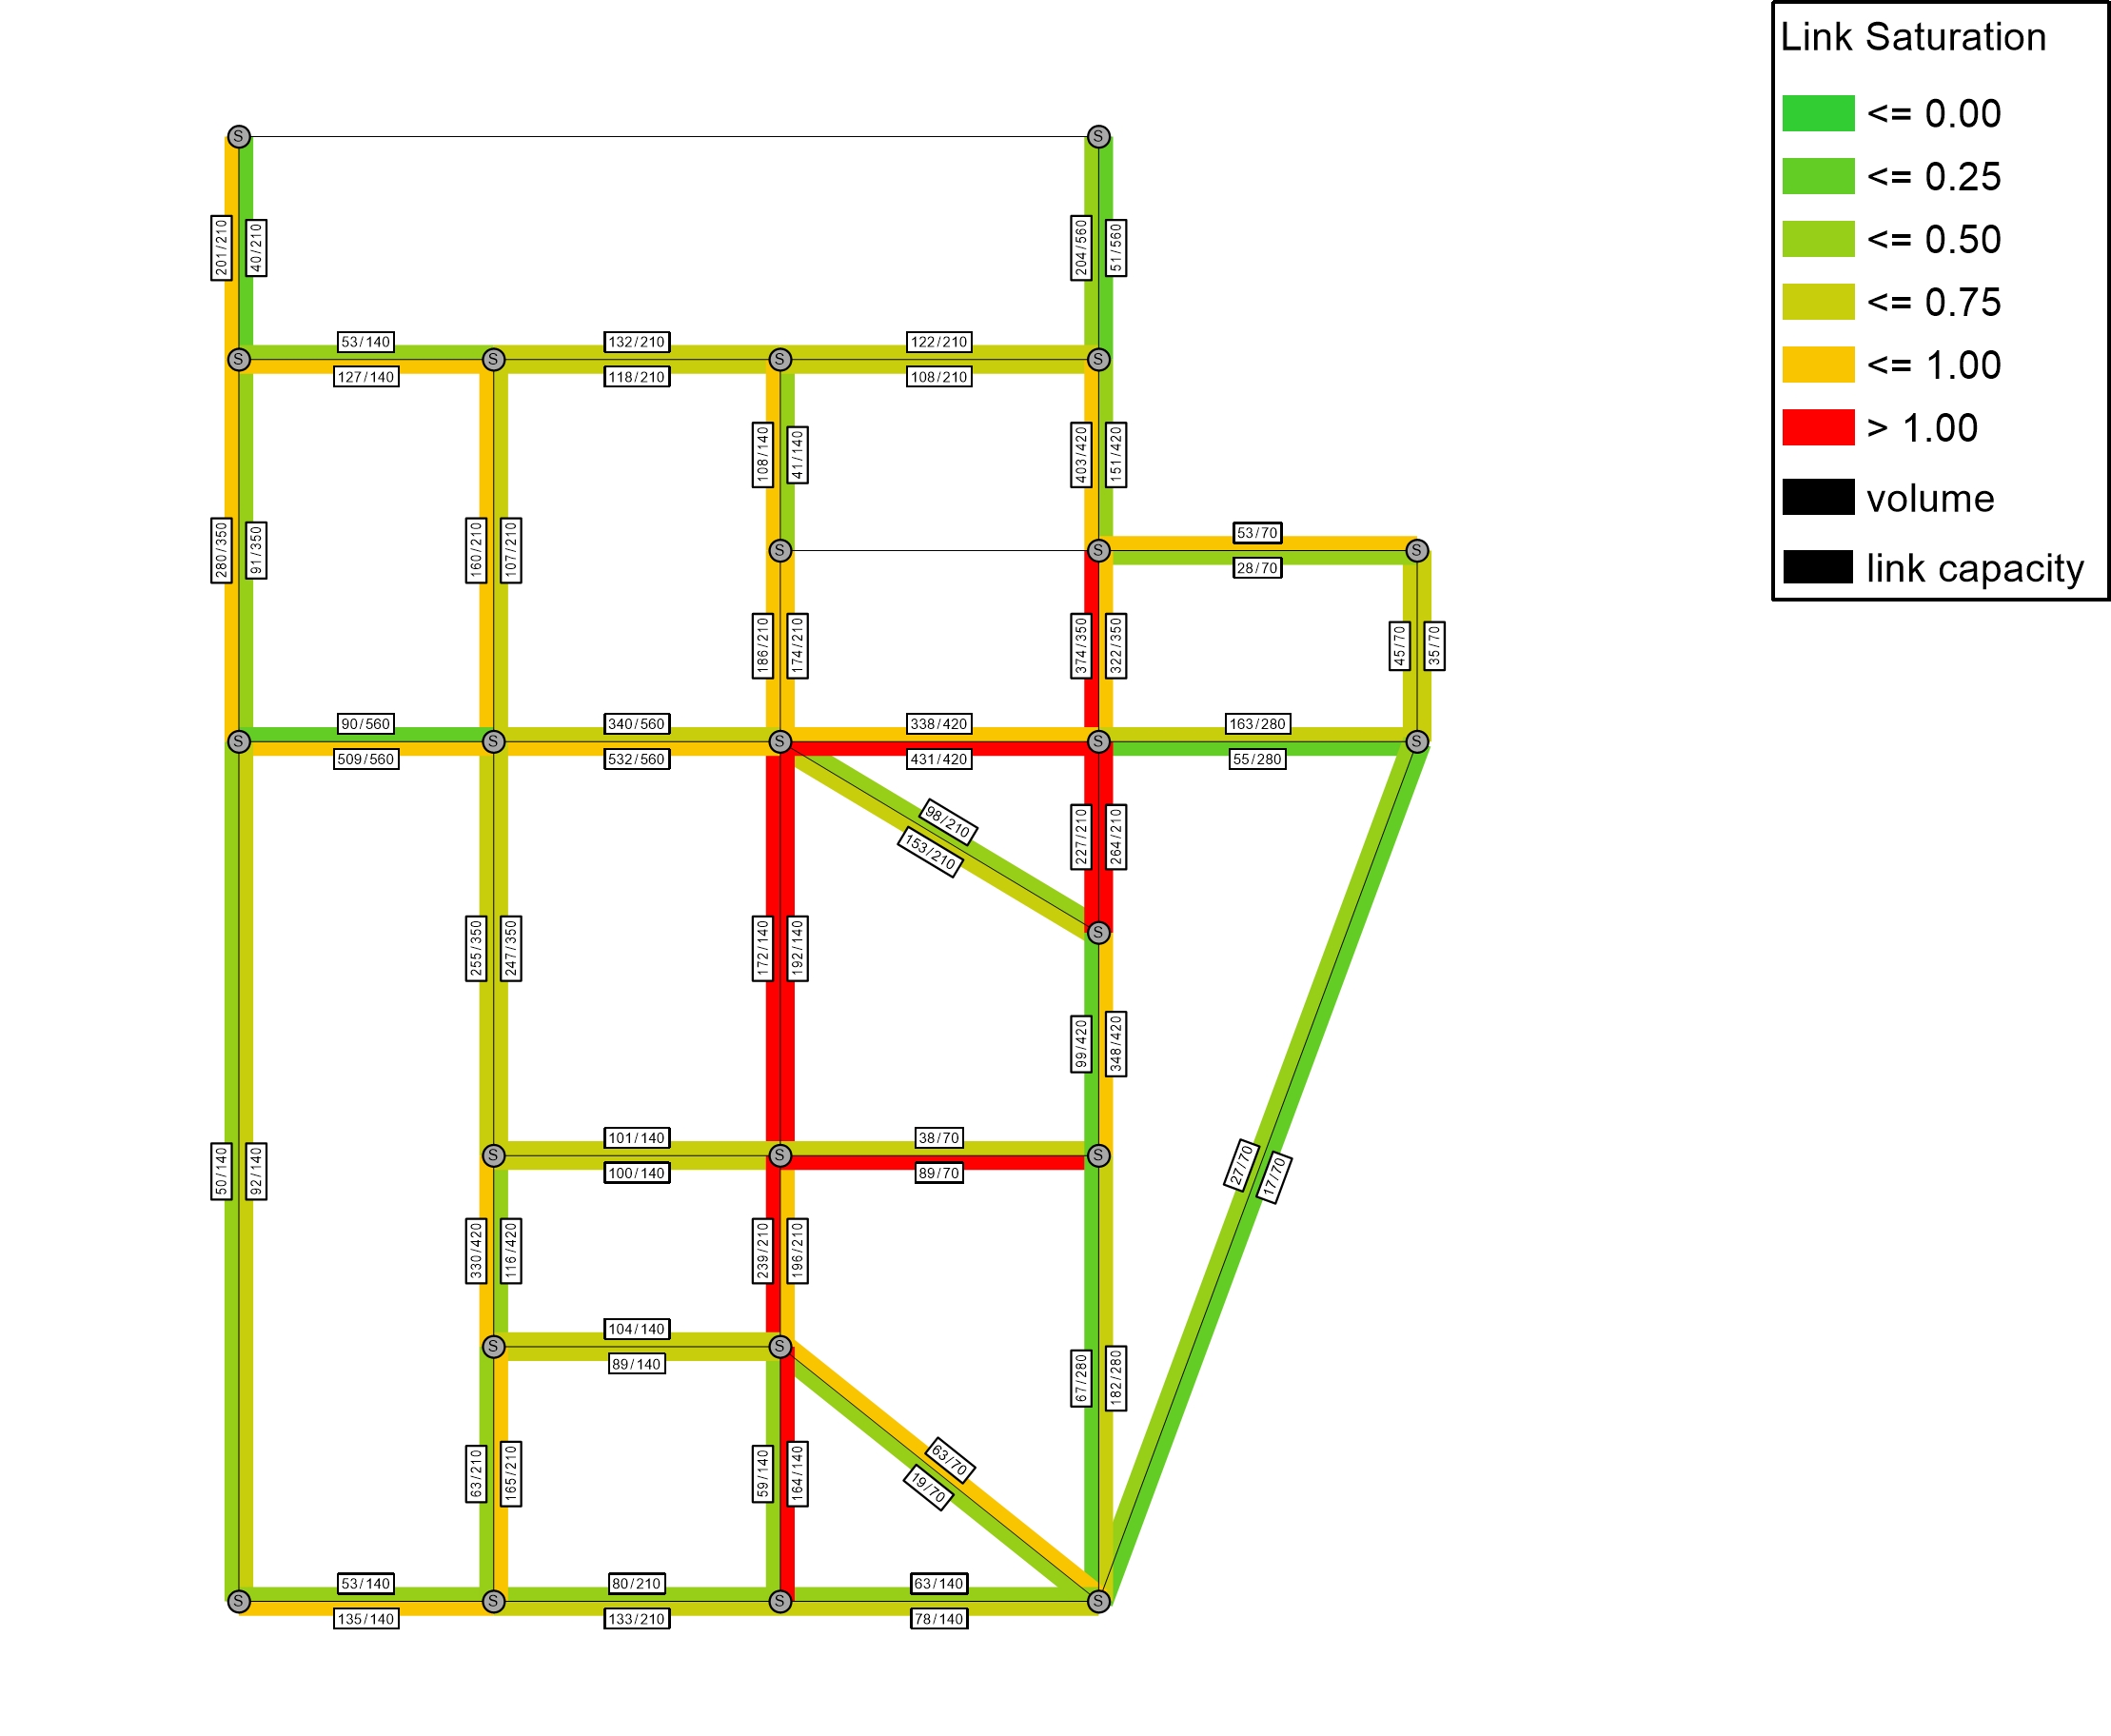 Link Saturation
<= 0.00
<= 0.25
<= 0.50
<= 0.75
<= 1.00
> 1.00
volume
link capacity
S
S
201/210
40/210
204/560
51/560
53/140
132/210
122/210
S
S
S
S
127/140
118/210
108/210
108/140
41/140
403/420
151/420
53/70
280/350
91/350
160/210
107/210
S
S
S
28/70
186/210
174/210
374/350
322/350
45/70
35/70
90/560
340/560
338/420
163/280
S
S
S
S
S
509/560
532/560
431/420
55/280
98/210
153/210
227/210
264/210
S
255/350
247/350
172/140
192/140
99/420
348/420
101/140
38/70
S
S
S
50/140
92/140
100/140
89/70
27/70
17/70
330/420
116/420
239/210
196/210
104/140
S
S
89/140
67/280
182/280
63/70
19/70
63/210
165/210
59/140
164/140
53/140
80/210
63/140
S
S
S
S
135/140
133/210
78/140